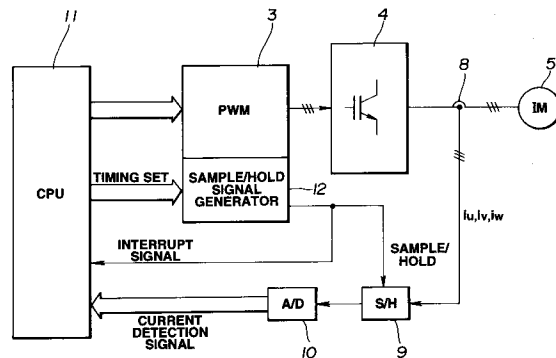 11
3
4
8
5
PWM
IM
CPU
TIMING SET
SAMPLE/HOLD
SIGNAL
GENERATOR
12
iu,iv,iw
INTERRUPT
SIGNAL
SAMPLE/
HOLD
A/D
S/H
CURRENT
DETECTION
SIGNAL
10
9